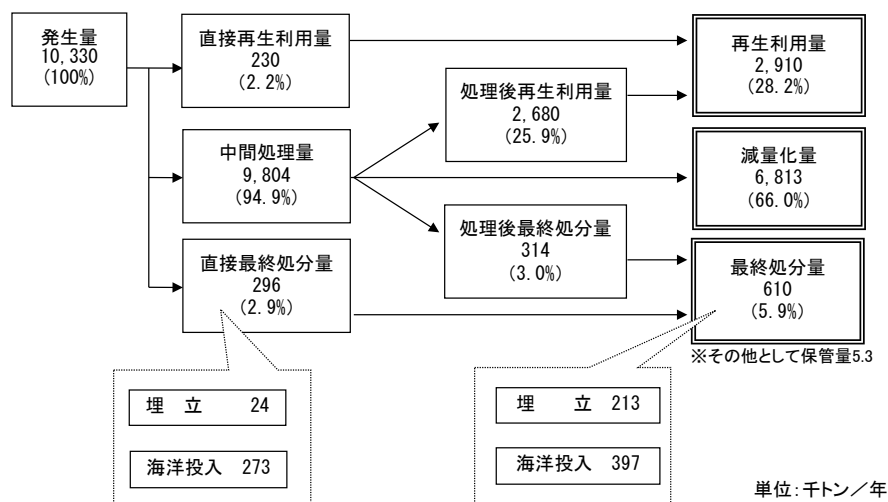 発生量
10,330
(100%)
直接再生利用量
230
(2.2%)
中間処理量
9,804
(94.9%)
直接最終処分量
296
(2.9%)
処理後再生利用量
2,680
(25.9%)
処理後最終処分量
314
(3.0%)
再生利用量
2,910
(28.2%)
減量化量
6,813
(66.0%)
最終処分量
610
(5.9%)
※その他として保管量5.3
埋 立 24
海洋投入 273
埋 立 213
海洋投入 397
単位:千トン/年